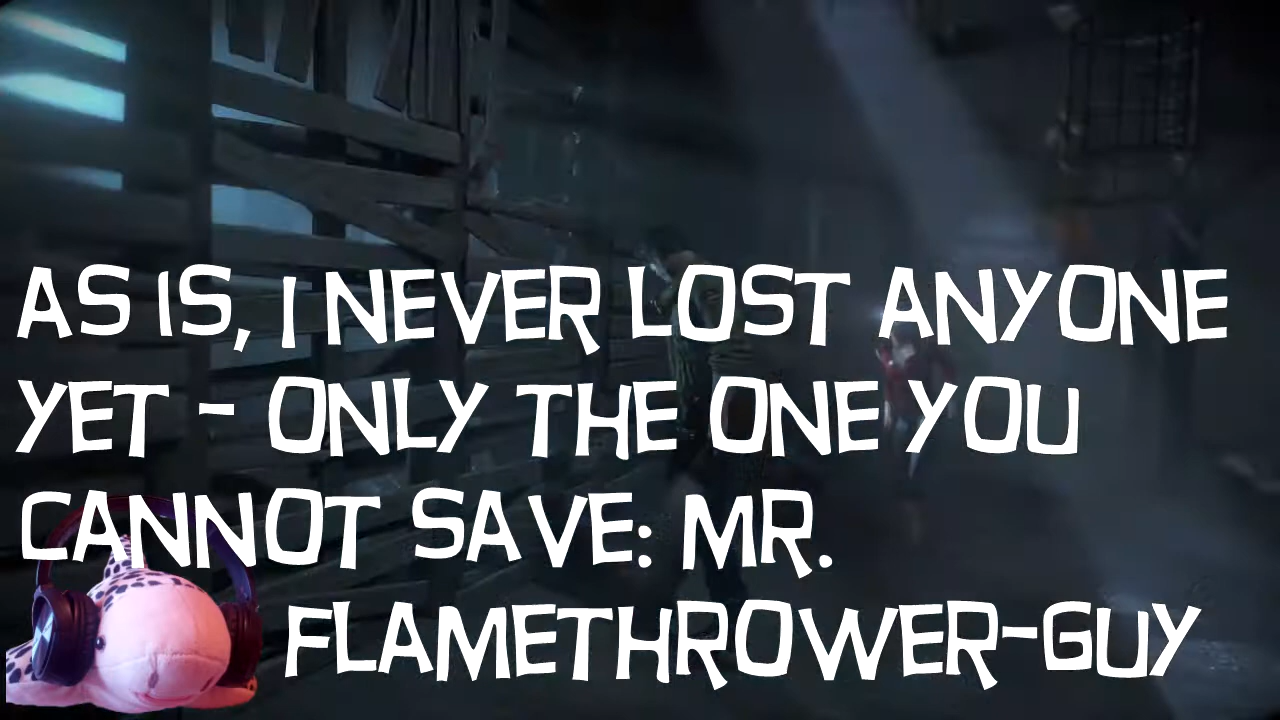 AS IS, I NEVER LOST ANYONE
YET - ONLY THE ONE YOU
CANNOT SAVE: MR.
FLAMETHROWER-GUY